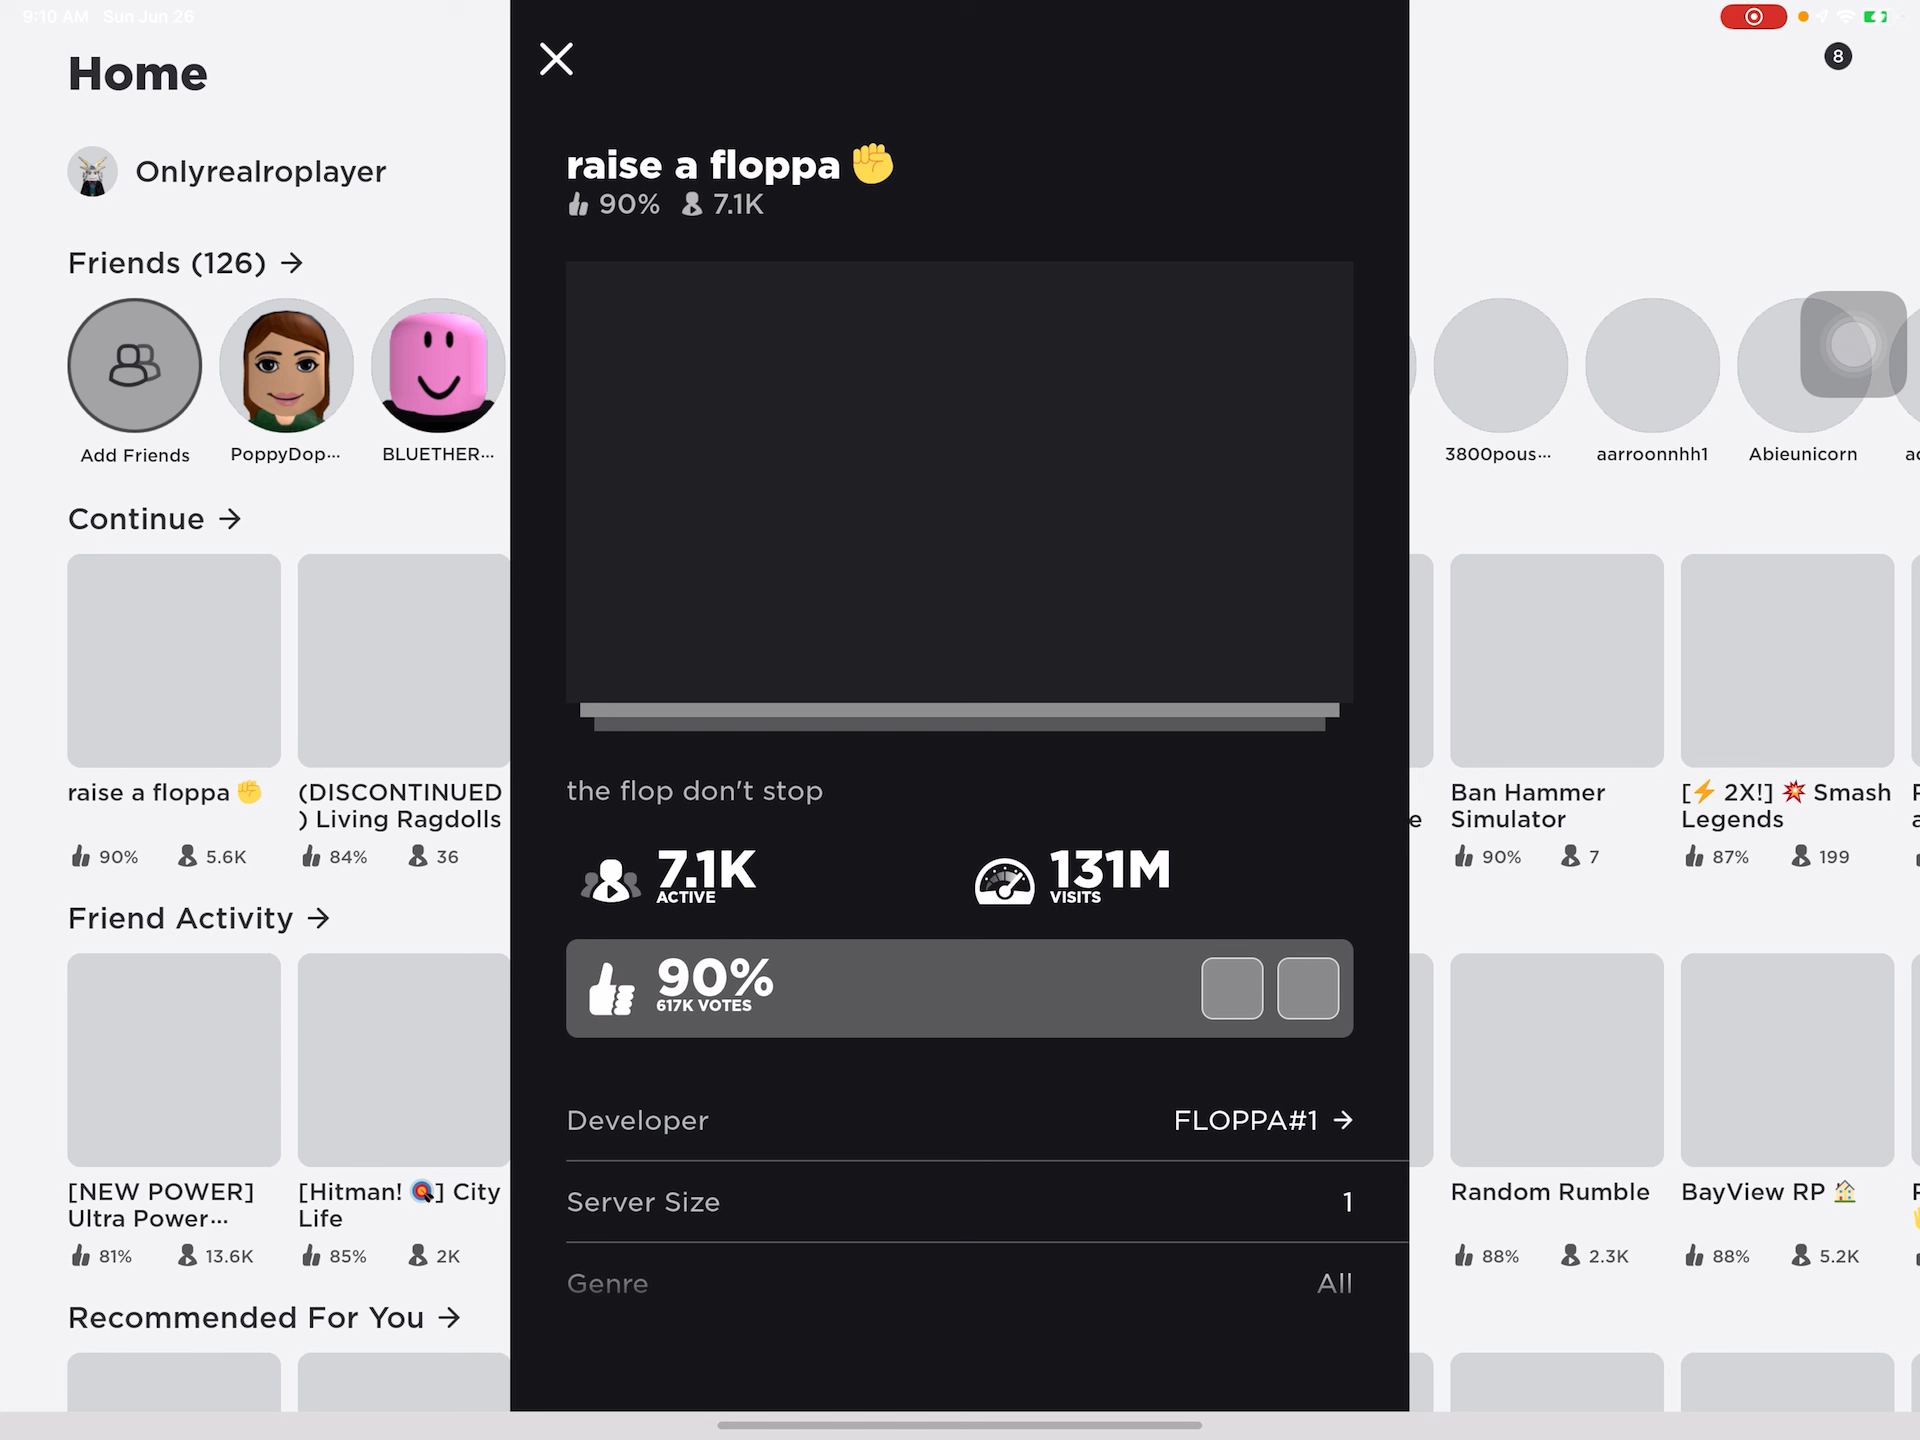 9:10 AM Sun Jun 26
8
Home
Onlyrealroplayer
Friends (126)
Add Friends
PoppyDop...
BLUETHER...
3800pous...
aarroonnhh1
Abieunicorn
Continue
raise a floppa ✊
90% 5.6K
(DISCONTINUED
) Living Ragdolls
84% 36
Ban Hammer
Simulator
90% 7
[⚡ 2X!] 💥 Smash
Legends
87% 199
Friend Activity
[NEW POWER]
Ultra Power...
81% 13.6K
[Hitman! 🎯] City
Life
85% 2K
Random Rumble
88% 2.3K
BayView RP 🏠
88% 5.2K
Recommended For You
raise a floppa ✊
90% 7.1K
the flop don't stop
7.1K
ACTIVE
131M
VISITS
90%
617K VOTES
Developer FLOPPA#1
Server Size 1
Genre All